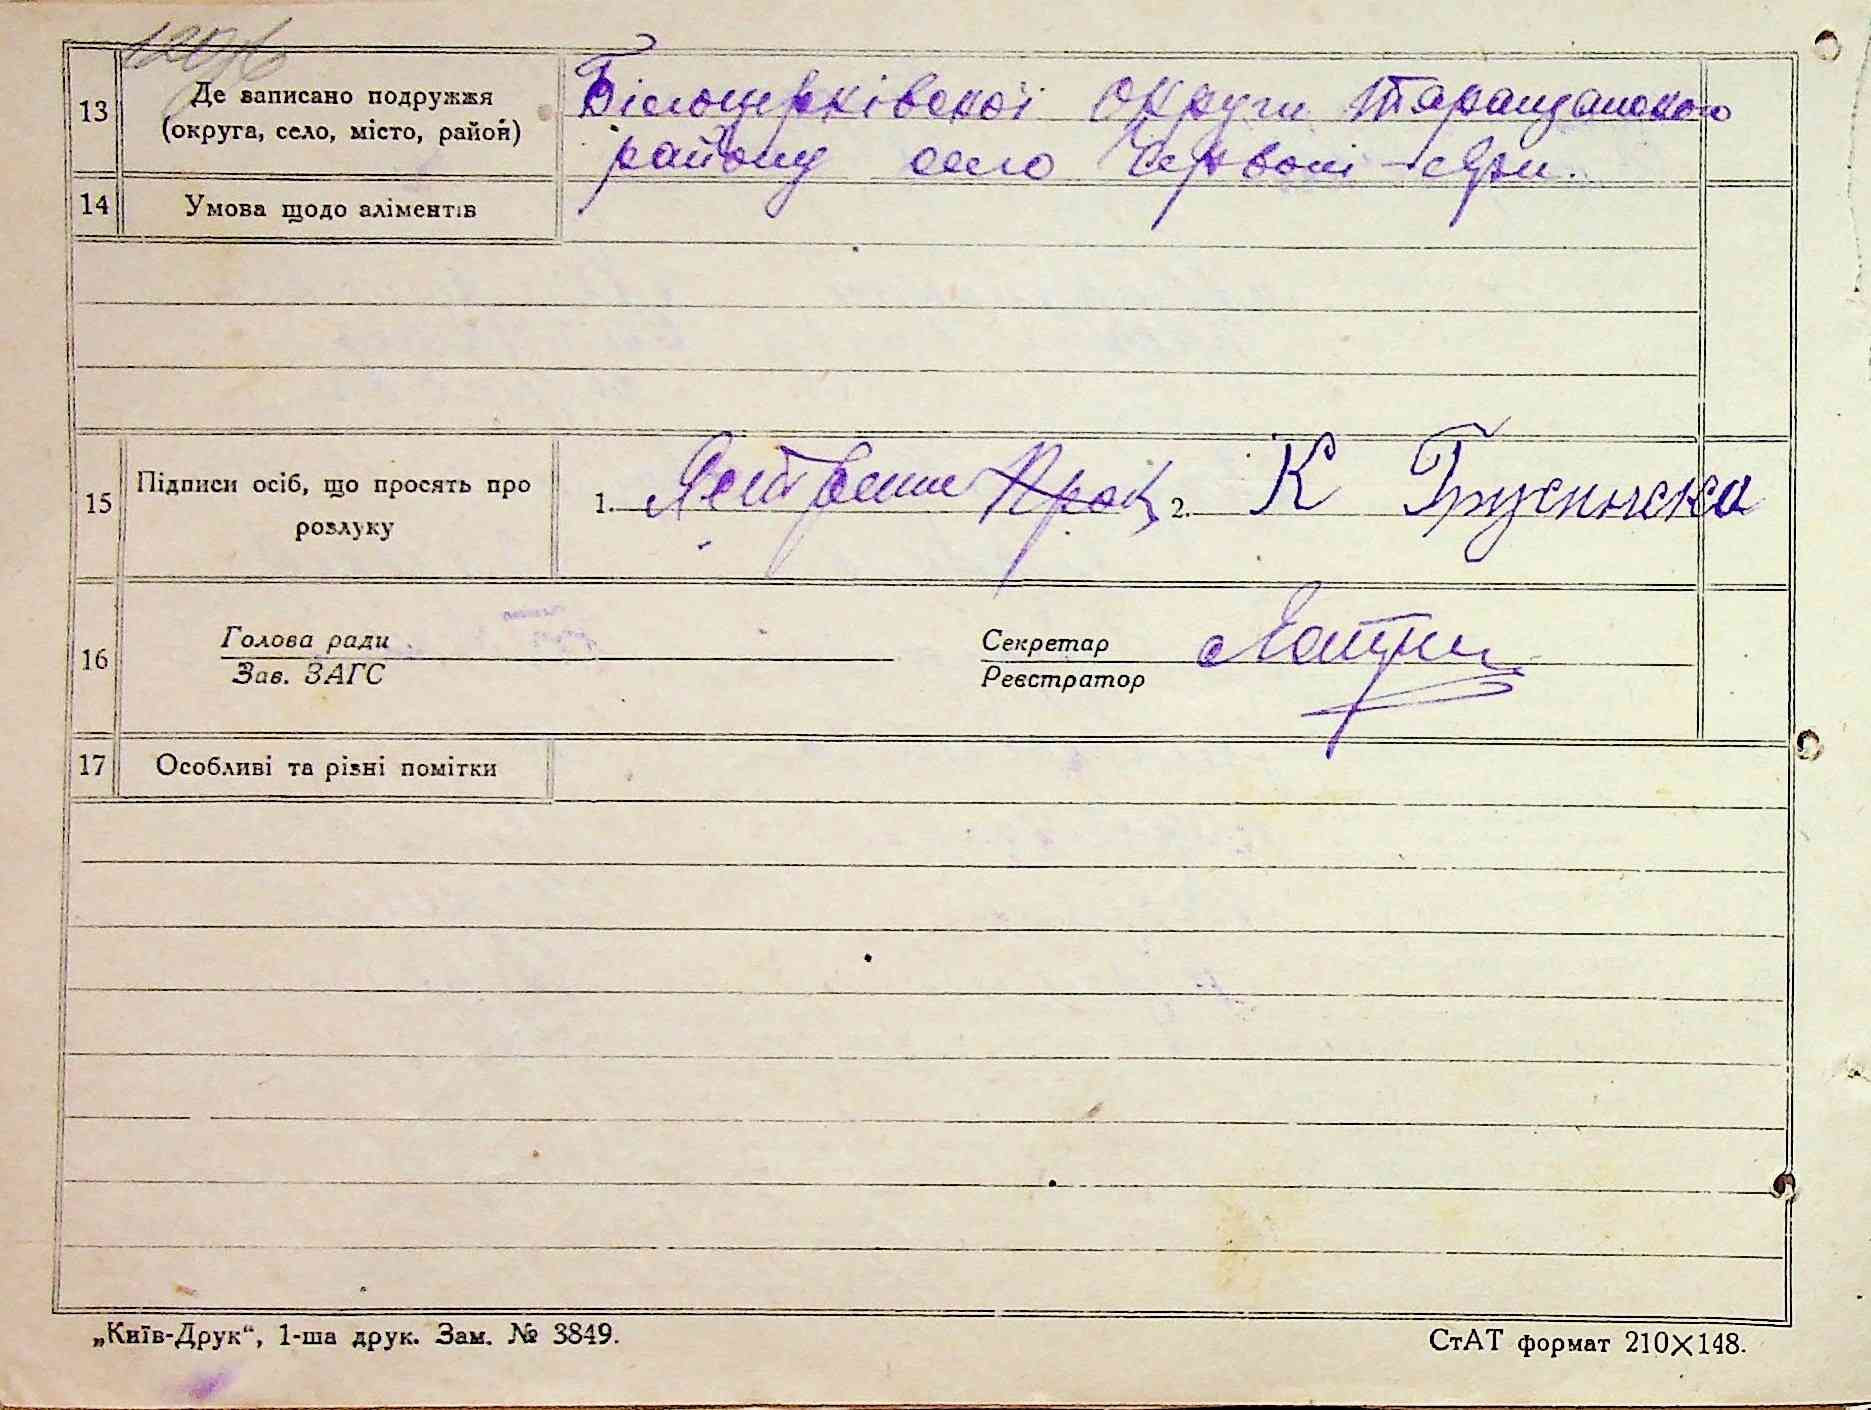 1206
13
Де записано подружжя
(округа, село, місто, район)
Білоцерківської округи Таращанського
району село Червоні-Яри.
14
Умова щодо аліментів
15
Підписи осіб, що просять про
розлуку
1.
2. К Грусинска
16
Голова ради
Зав. ЗАГС
Секретар
Реєстратор
17
Особливі та різні помітки
„Київ-Друк“, 1-ша друк. Зам. № 3849.
СтАТ формат 210×148.